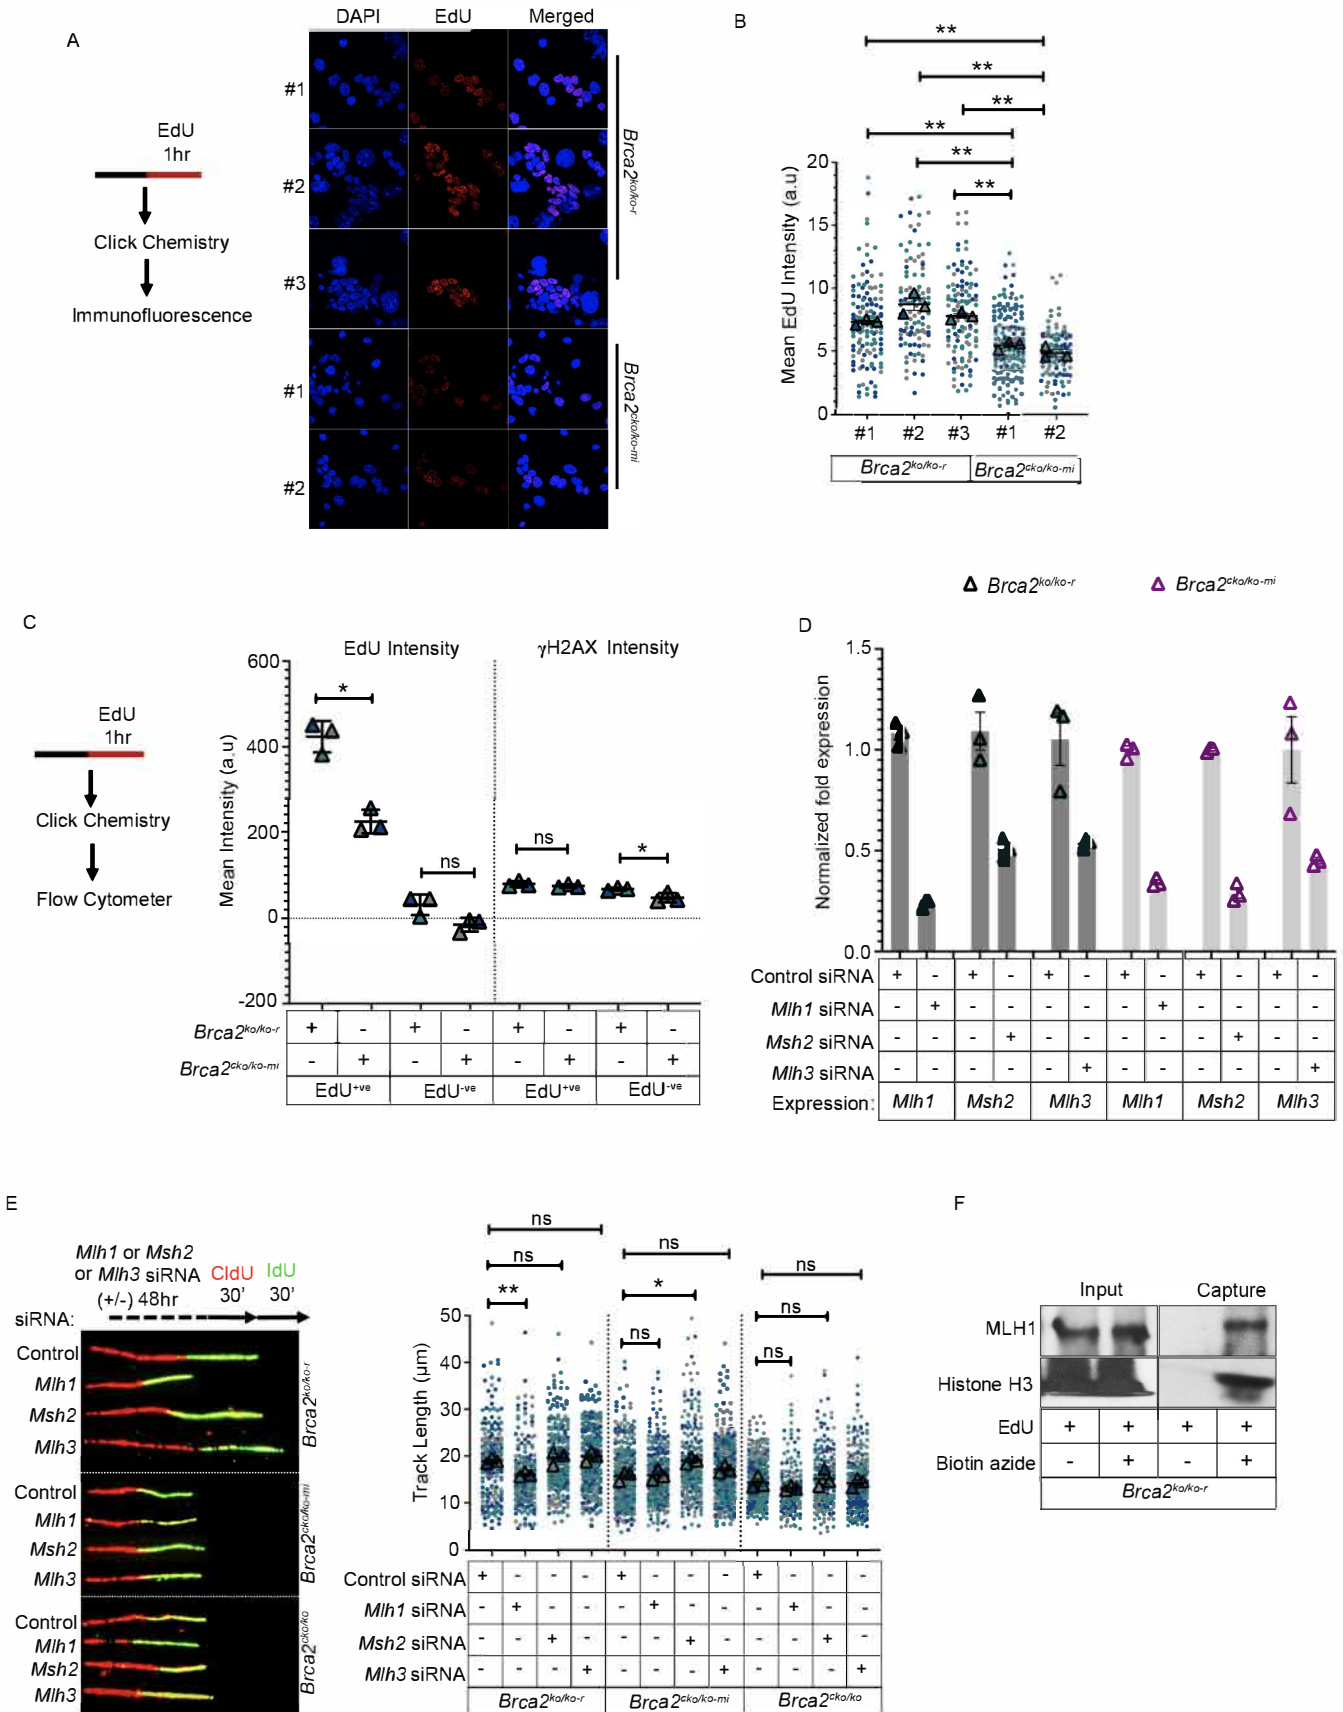 A
DAPI EdU Merged
#1
#2
#3
#1
#2
Brca2ko/ko-r
Brca2cko/ko-mi
EdU
1hr
Click Chemistry
Immunofluorescence
B
**
**
**
**
**
**
Mean EdU Intensity (a.u)
20
15
10
5
0
#1 #2 #3 #1 #2
Brca2ko/ko-r Brca2cko/ko-mi
C
EdU
1hr
Click Chemistry
Flow Cytometer
EdU Intensity γH2AX Intensity
Mean Intensity (a.u)
600
400
200
0
-200
* ns ns *
Brca2ko/ko-r + - + - + - + -
Brca2cko/ko-mi - + - + - + - +
EdU+ve EdU-ve EdU+ve EdU-ve
Brca2ko/ko-r Brca2cko/ko-mi
D
Normalized fold expression
1.5
1.0
0.5
0.0
Control siRNA + - + - + - + - + - + -
Mlh1 siRNA - + - - - - - + - - - -
Msh2 siRNA - - - + - - - - - + - -
Mlh3 siRNA - - - - - + - - - - - +
Expression: Mlh1 Msh2 Mlh3 Mlh1 Msh2 Mlh3
E
Mlh1 or Msh2
or Mlh3 siRNA CldU IdU
(+/-) 48hr 30' 30'
siRNA:
Control
Mlh1
Msh2
Mlh3
Brca2ko/ko-r
Control
Mlh1
Msh2
Mlh3
Brca2cko/ko-mi
Control
Mlh1
Msh2
Mlh3
Brca2cko/ko
ns
ns
**
ns
*
ns
ns
ns
ns
Track Length (µm)
50
40
30
20
10
0
Control siRNA + - - - + - - - + - - -
Mlh1 siRNA - + - - - + - - - + - -
Msh2 siRNA - - + - - - + - - - + -
Mlh3 siRNA - - - + - - - + - - - +
Brca2ko/ko-r Brca2cko/ko-mi Brca2cko/ko
F
Input Capture
MLH1
Histone H3
EdU + + + +
Biotin azide - + - +
Brca2ko/ko-r